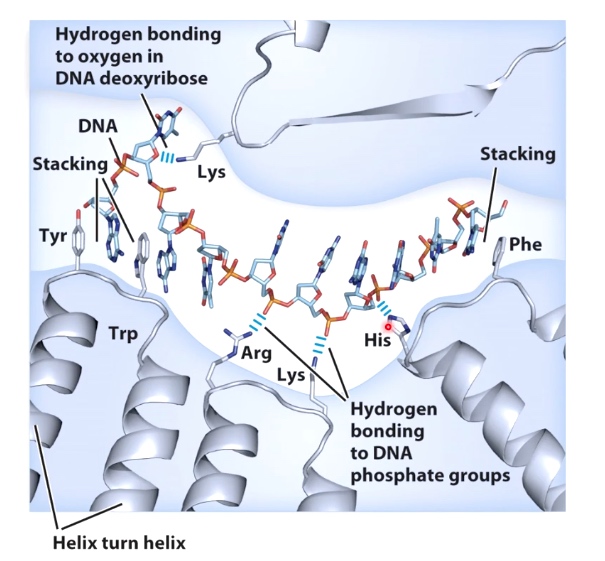 Hydrogen bonding
to oxygen in
DNA deoxyribose
DNA
Stacking
Lys
Stacking
Tyr
Phe
Trp
Arg
His
Lys
Hydrogen
bonding
to DNA
phosphate groups
Helix turn helix